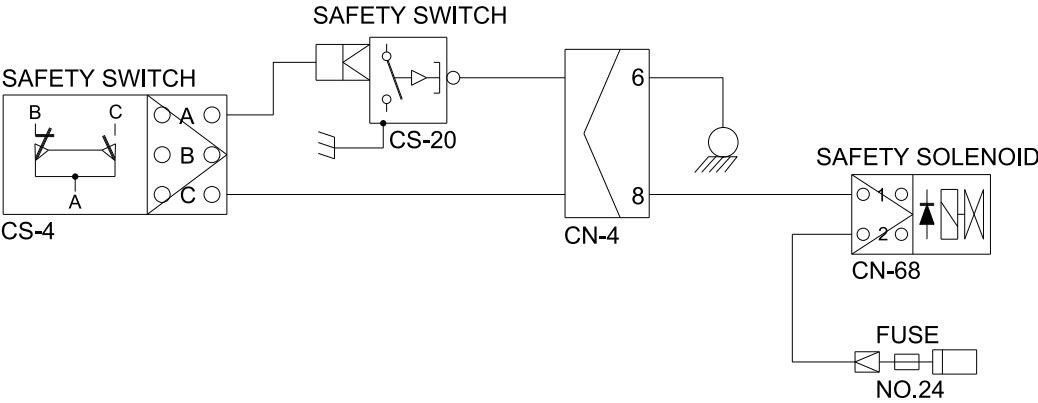 SAFETY SWITCH
SAFETY SWITCH
B C
A
A
B
C
CS-4
CS-20
6
8
CN-4
SAFETY SOLENOID
1
2
CN-68
FUSE
NO.24